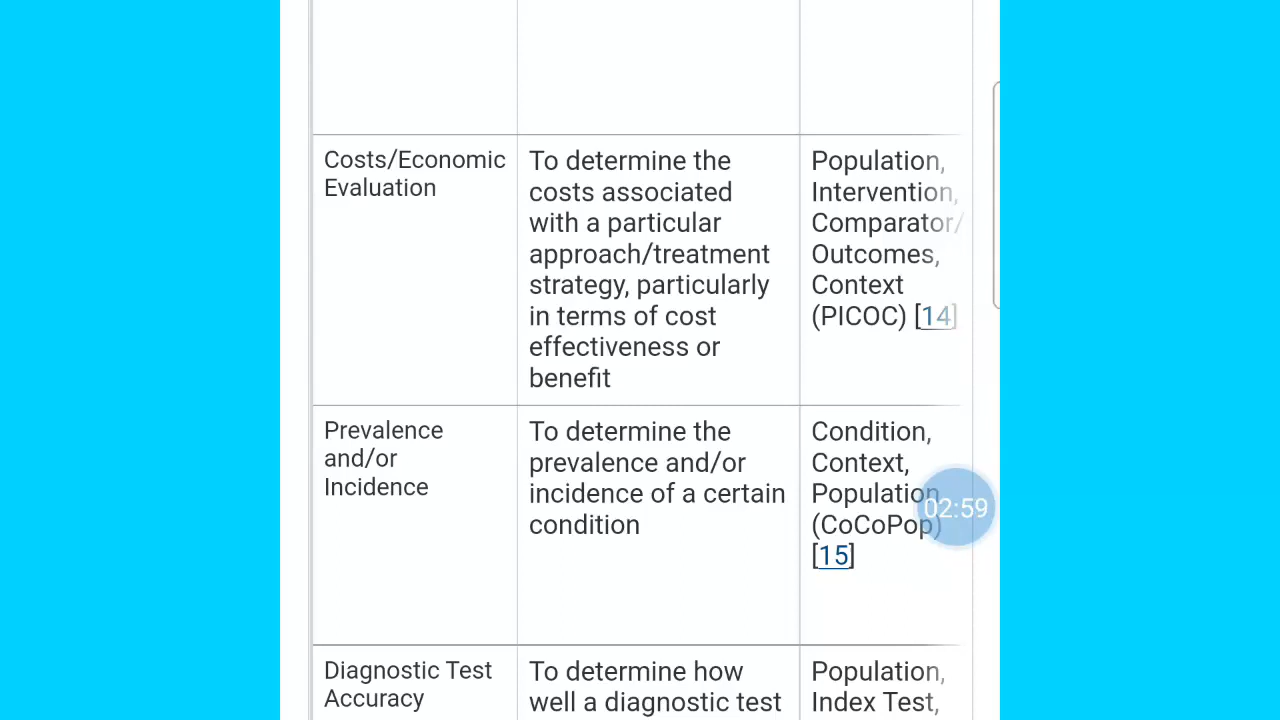 Costs/Economic
Evaluation
To determine the
costs associated
with a particular
approach/treatment
strategy, particularly
in terms of cost
effectiveness or
benefit
Population,
Intervention,
Comparator/
Outcomes,
Context
(PICOC) [14]
Prevalence
and/or
Incidence
To determine the
prevalence and/or
incidence of a certain
condition
Condition,
Context,
Population
(CoCoPop)
[15]
02:59
Diagnostic Test
Accuracy
To determine how
well a diagnostic test
Population,
Index Test,